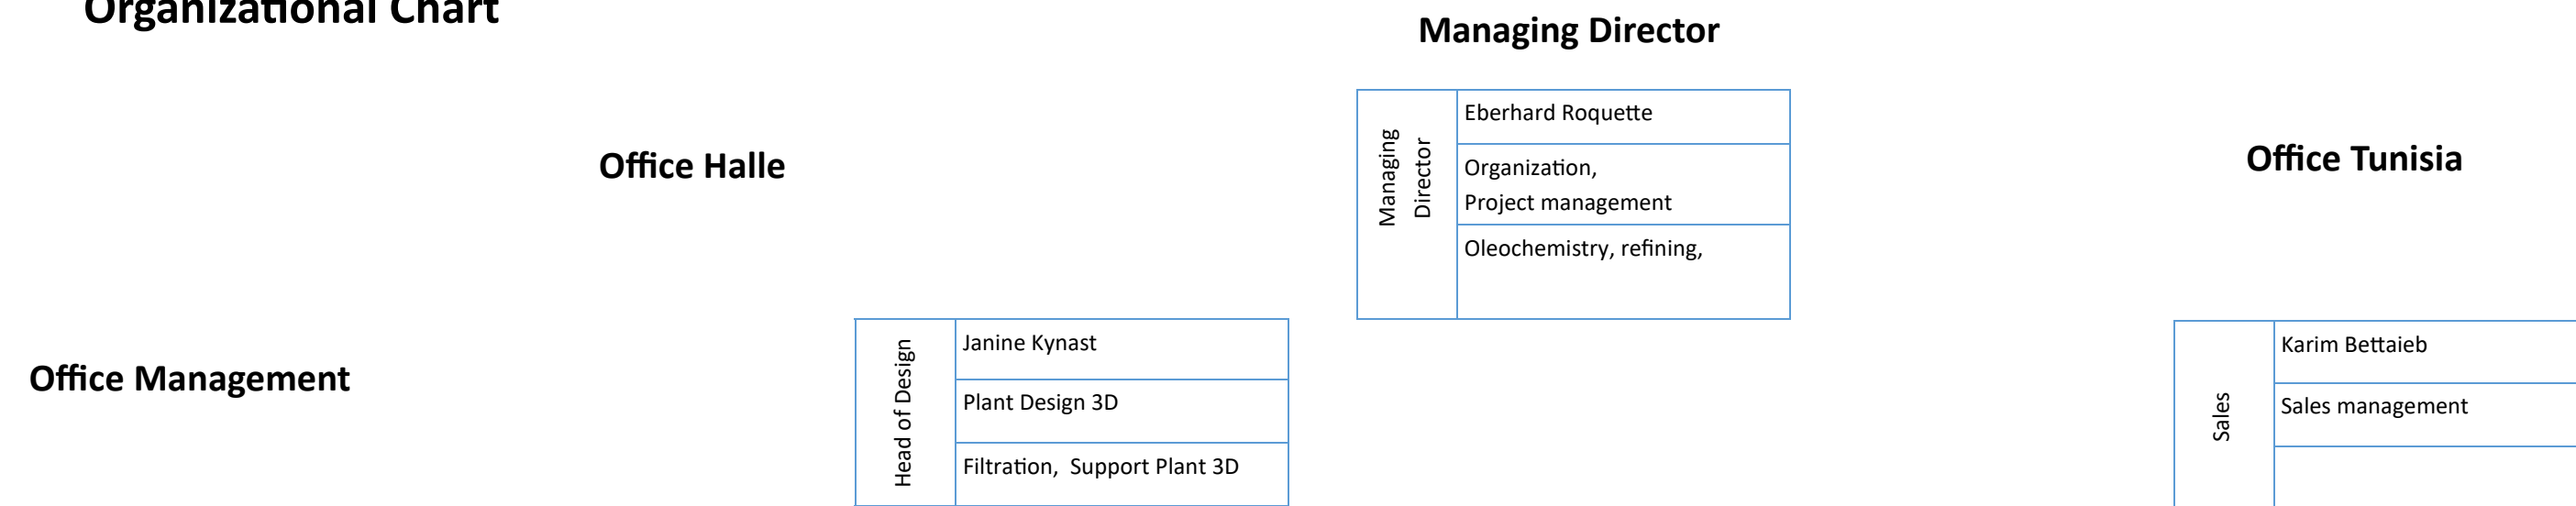 Organizational Chart
Managing Director
Managing
Director
Eberhard Roquette
Organization,
Project management
Oleochemistry, refining,
Office Halle
Office Tunisia
Office Management
Head of Design
Janine Kynast
Plant Design 3D
Filtration,  Support Plant 3D
Sales
Karim Bettaieb
Sales management